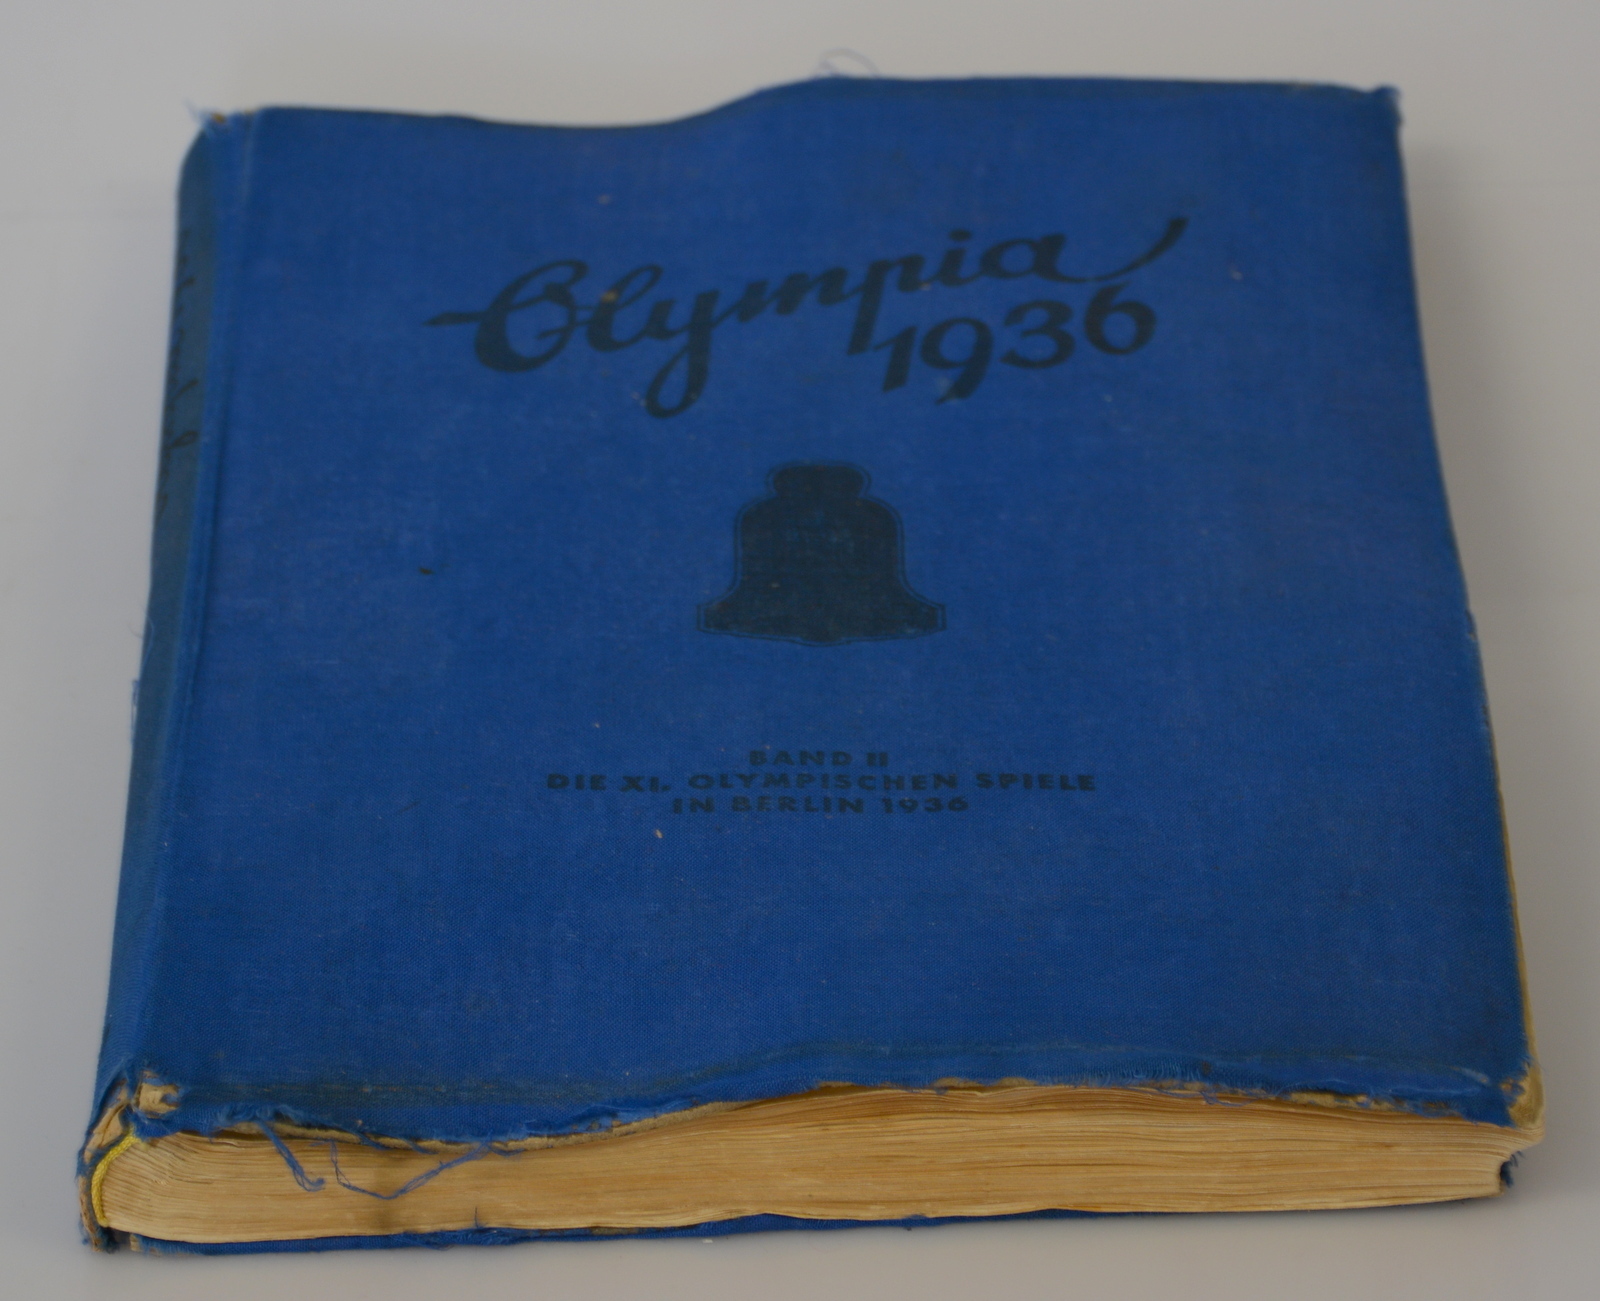 Olympia
1936
BAND II
DIE XI. OLYMPISCHEN SPIELE
IN BERLIN 1936